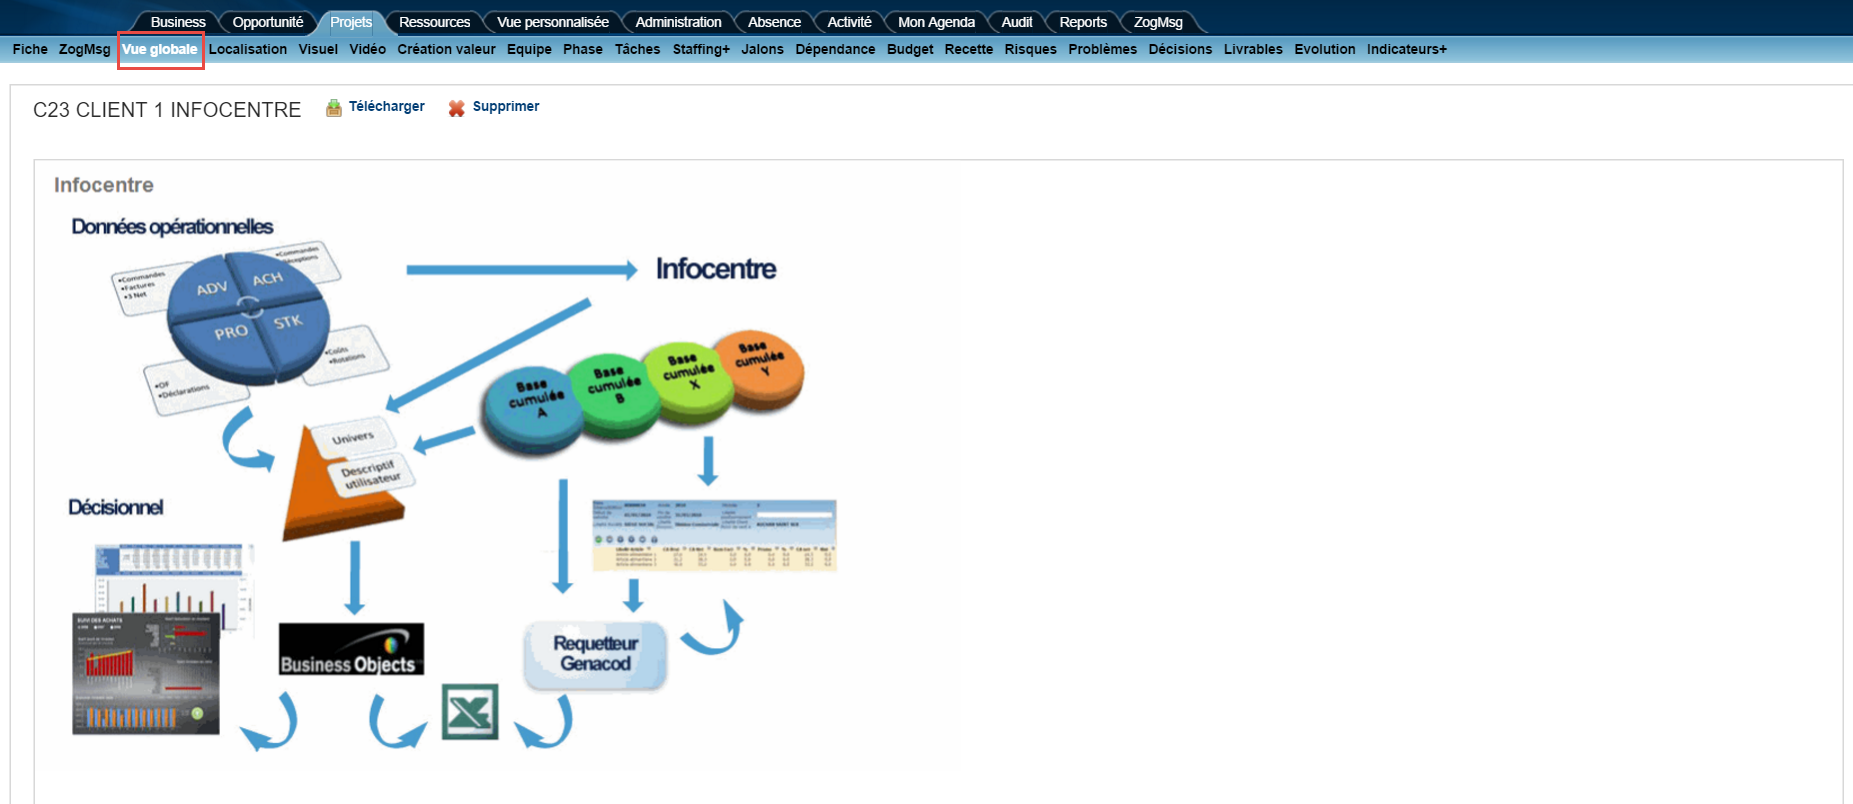 Business Opportunité Projets Ressources Vue personnalisée Administration Absence Activité Mon Agenda Audit Reports ZogMsg
Fiche ZogMsg Vue globale Localisation Visuel Vidéo Création valeur Equipe Phase Tâches Staffing+ Jalons Dépendance Budget Recette Risques Problèmes Décisions Livrables Evolution Indicateurs+
C23 CLIENT 1 INFOCENTRE Télécharger Supprimer
Infocentre
Données opérationnelles
•Commandes
•Factures
•3 Net
•Commandes
ADV
ACH
PRO
STK
•Coûts
•Rotations
•OF
•Déclarations
Infocentre
Base
cumulée
A
Base
cumulée
B
Base
cumulée
X
Base
cumulée
Y
Univers
Descriptif
utilisateur
Décisionnel
SUIVI DES ACHATS
Business Objects
Requetteur
Genacod